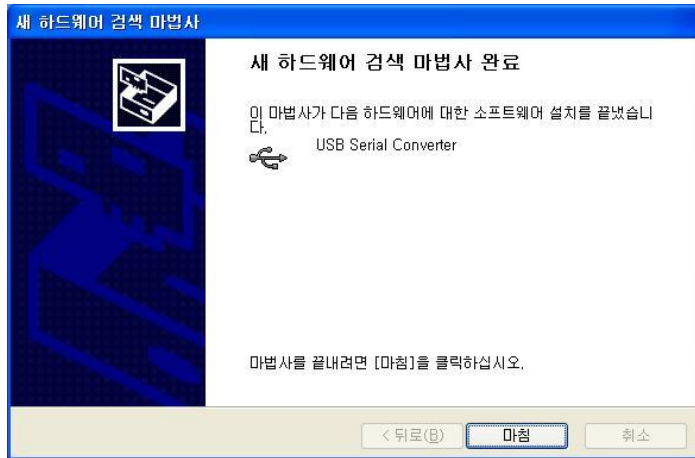 새 하드웨어 검색 마법사
새 하드웨어 검색 마법사 완료
이 마법사가 다음 하드웨어에 대한 소프트웨어 설치를 끝냈습니
다.
USB Serial Converter
마법사를 끝내려면 [마침]을 클릭하십시오.
< 뒤로(B) 마침 취소